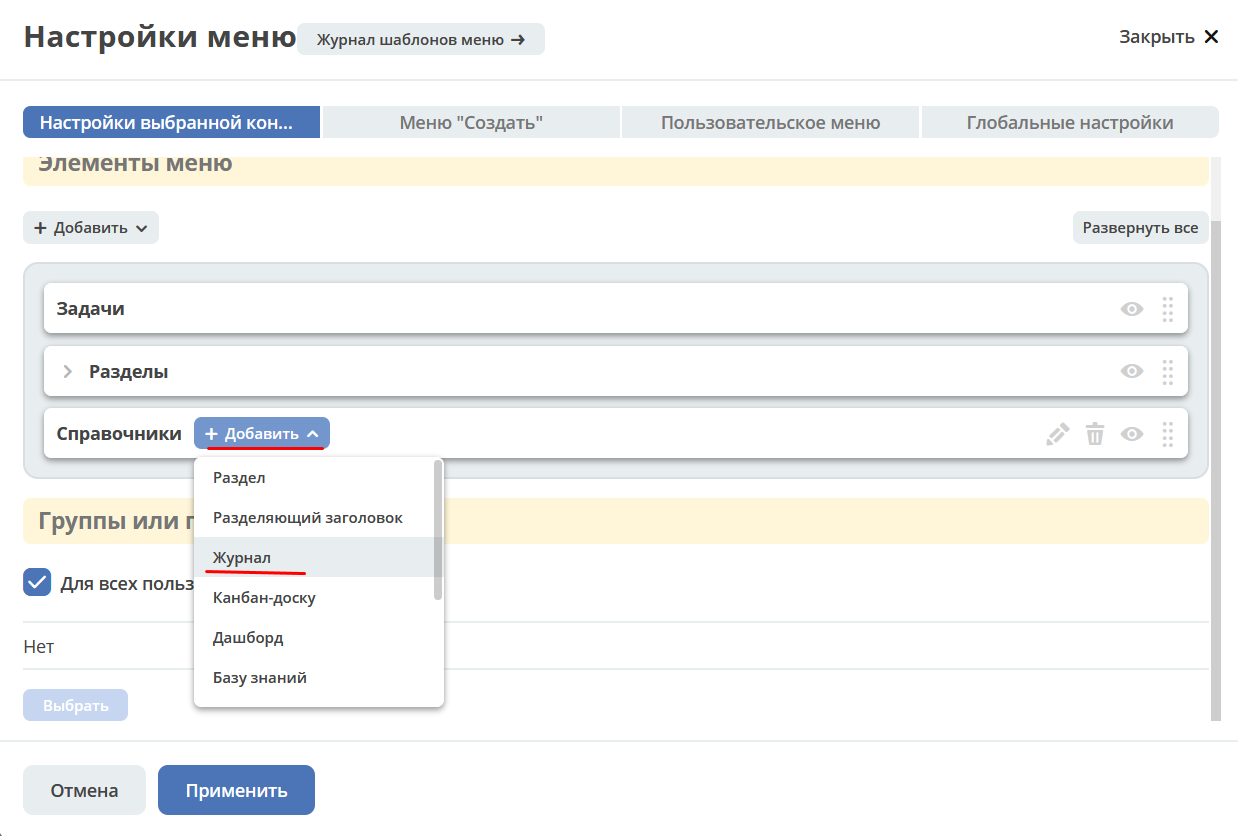 Настройки меню
Журнал шаблонов меню →
Закрыть ✕
Настройки выбранной кон...
Меню "Создать"
Пользовательское меню
Глобальные настройки
Элементы меню
+ Добавить
Развернуть все
Задачи
Разделы
Справочники
+ Добавить
Раздел
Разделяющий заголовок
Журнал
Канбан-доску
Дашборд
Базу знаний
Группы или
Для всех
Нет
Выбрать
Отмена
Применить